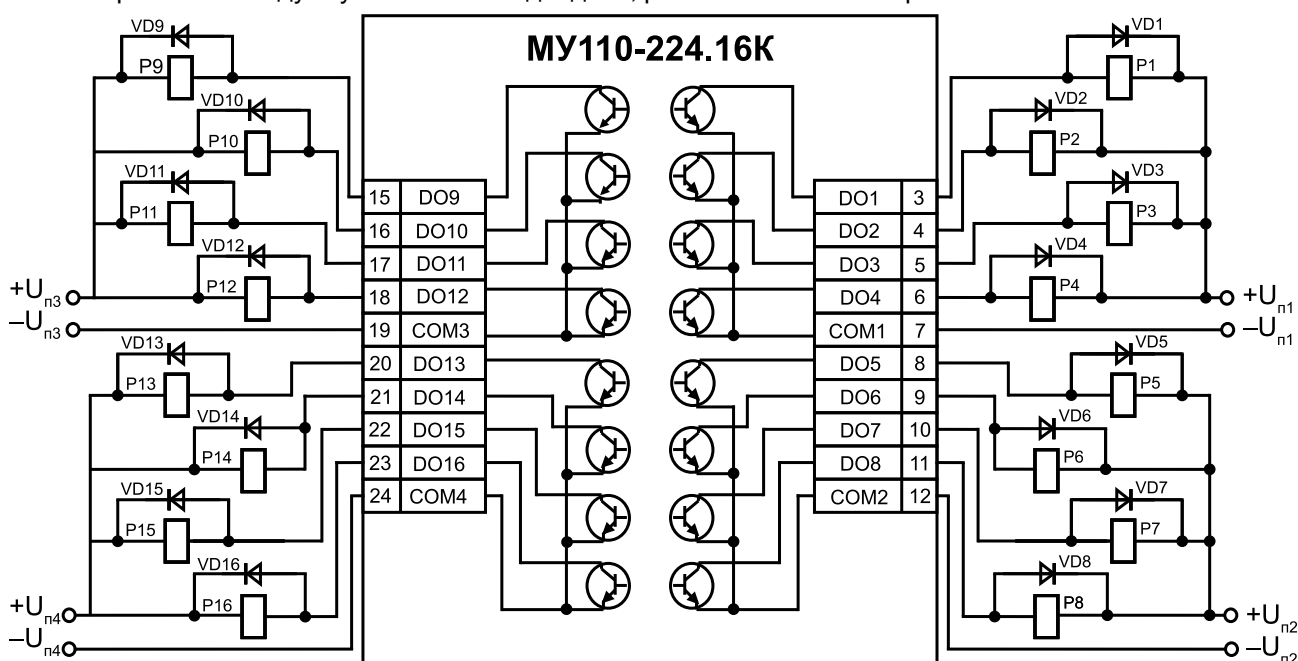 МУ110-224.16К
VD9
P9
VD10
P10
VD11
P11
VD12
P12
+Uп3
–Uп3
VD13
P13
VD14
P14
VD15
P15
VD16
P16
+Uп4
–Uп4
15 DO9
16 DO10
17 DO11
18 DO12
19 COM3
20 DO13
21 DO14
22 DO15
23 DO16
24 COM4
DO1 3
DO2 4
DO3 5
DO4 6
COM1 7
DO5 8
DO6 9
DO7 10
DO8 11
COM2 12
VD1
P1
VD2
P2
VD3
P3
VD4
P4
+Uп1
–Uп1
VD5
P5
VD6
P6
VD7
P7
VD8
P8
+Uп2
–Uп2